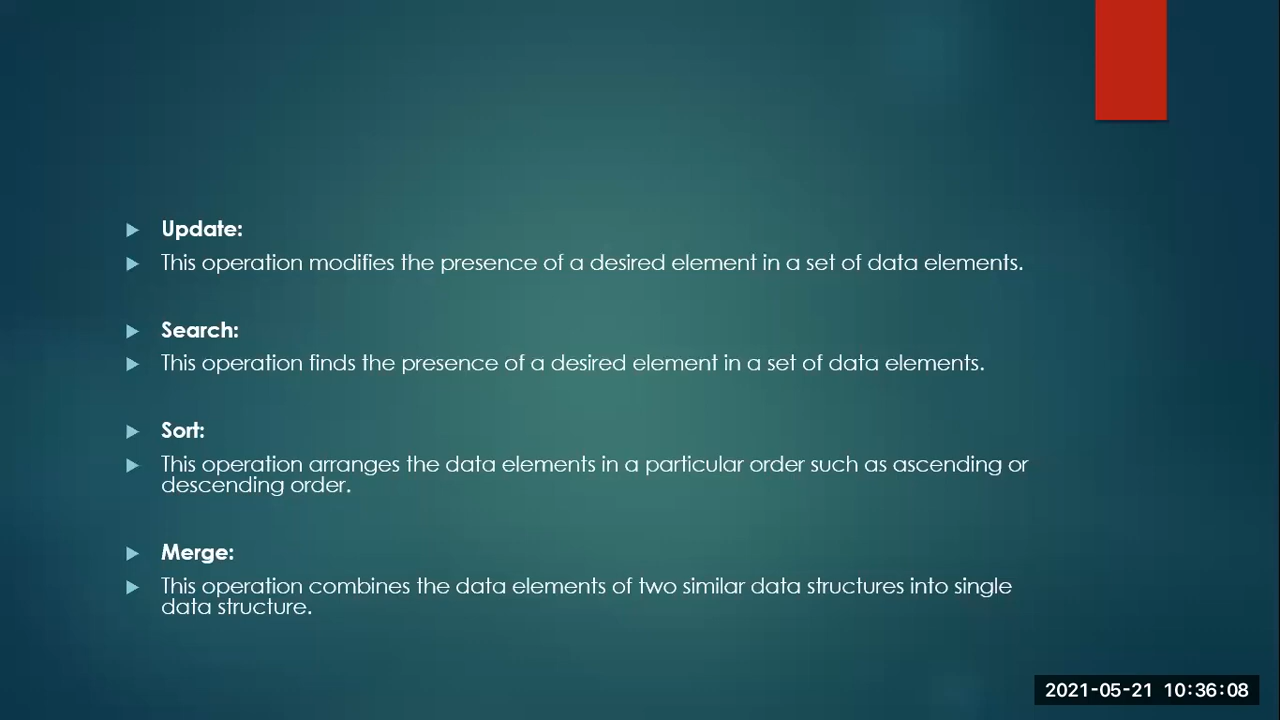 Update:
This operation modifies the presence of a desired element in a set of data elements.
Search:
This operation finds the presence of a desired element in a set of data elements.
Sort:
This operation arranges the data elements in a particular order such as ascending or
descending order.
Merge:
This operation combines the data elements of two similar data structures into single
data structure.
2021-05-21 10:36:08